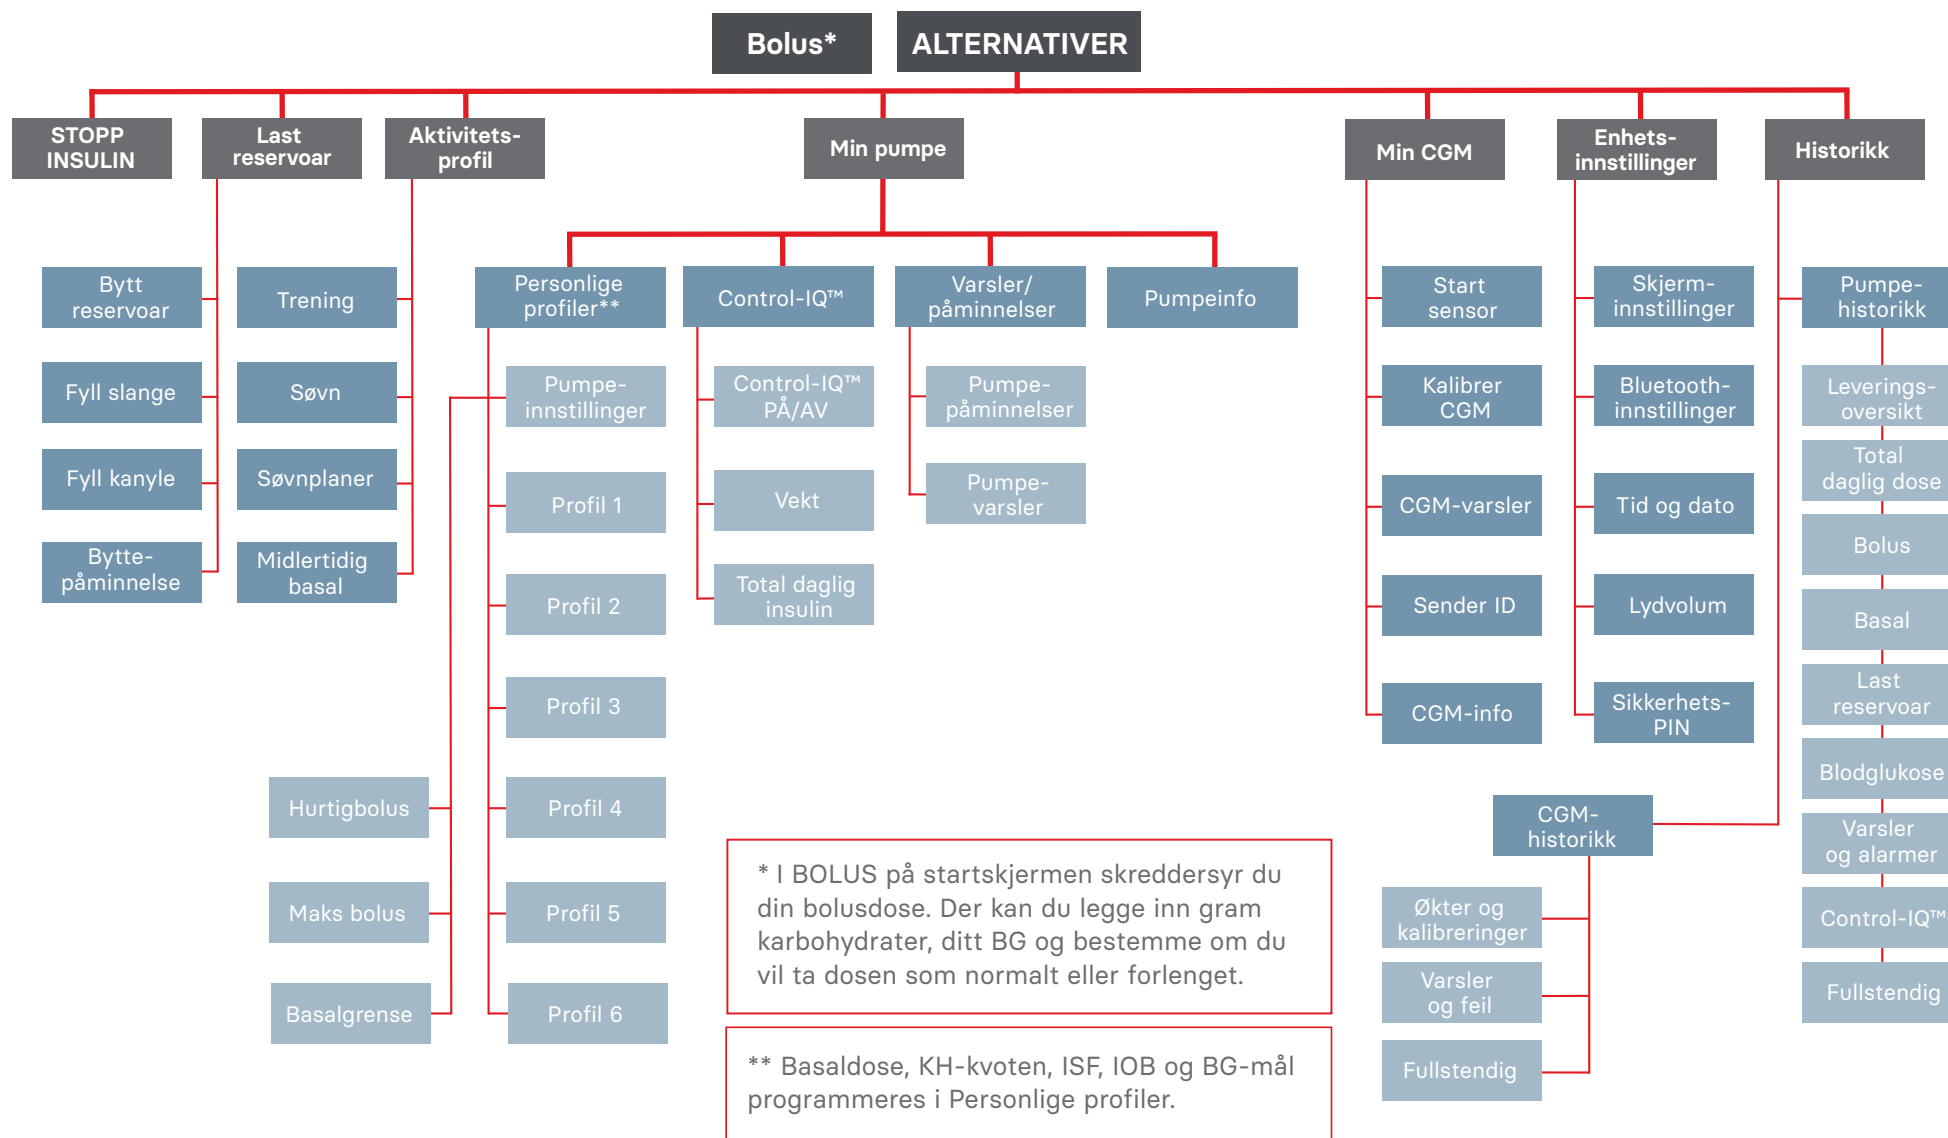 Bolus*
ALTERNATIVER
STOPP
INSULIN
Last
reservoar
Aktivitets-
profil
Min pumpe
Min CGM
Enhets-
innstillinger
Historikk
Bytt
reservoar
Fyll slange
Fyll kanyle
Bytte-
påminnelse
Trening
Søvn
Søvnplaner
Midlertidig
basal
Personlige
profiler**
Pumpe-
innstillinger
Profil 1
Profil 2
Profil 3
Profil 4
Profil 5
Profil 6
Hurtigbolus
Maks bolus
Basalgrense
Control-IQ™
Control-IQ™
PÅ/AV
Vekt
Total daglig
insulin
Varsler/
påminnelser
Pumpe-
påminnelser
Pumpe-
varsler
Pumpeinfo
Start
sensor
Kalibrer
CGM
CGM-varsler
Sender ID
CGM-info
Skjerm-
innstillinger
Bluetooth-
innstillinger
Tid og dato
Lydvolum
Sikkerhets-
PIN
Pumpe-
historikk
Leverings-
oversikt
Total
daglig dose
Bolus
Basal
Last
reservoar
Blodglukose
Varsler
og alarmer
Control-IQ™
Fullstendig
CGM-
historikk
Økter og
kalibreringer
Varsler
og feil
Fullstendig
* I BOLUS på startskjermen skreddersyr du
din bolusdose. Der kan du legge inn gram
karbohydrater, ditt BG og bestemme om du
vil ta dosen som normalt eller forlenget.
** Basaldose, KH-kvoten, ISF, IOB og BG-mål
programmeres i Personlige profiler.